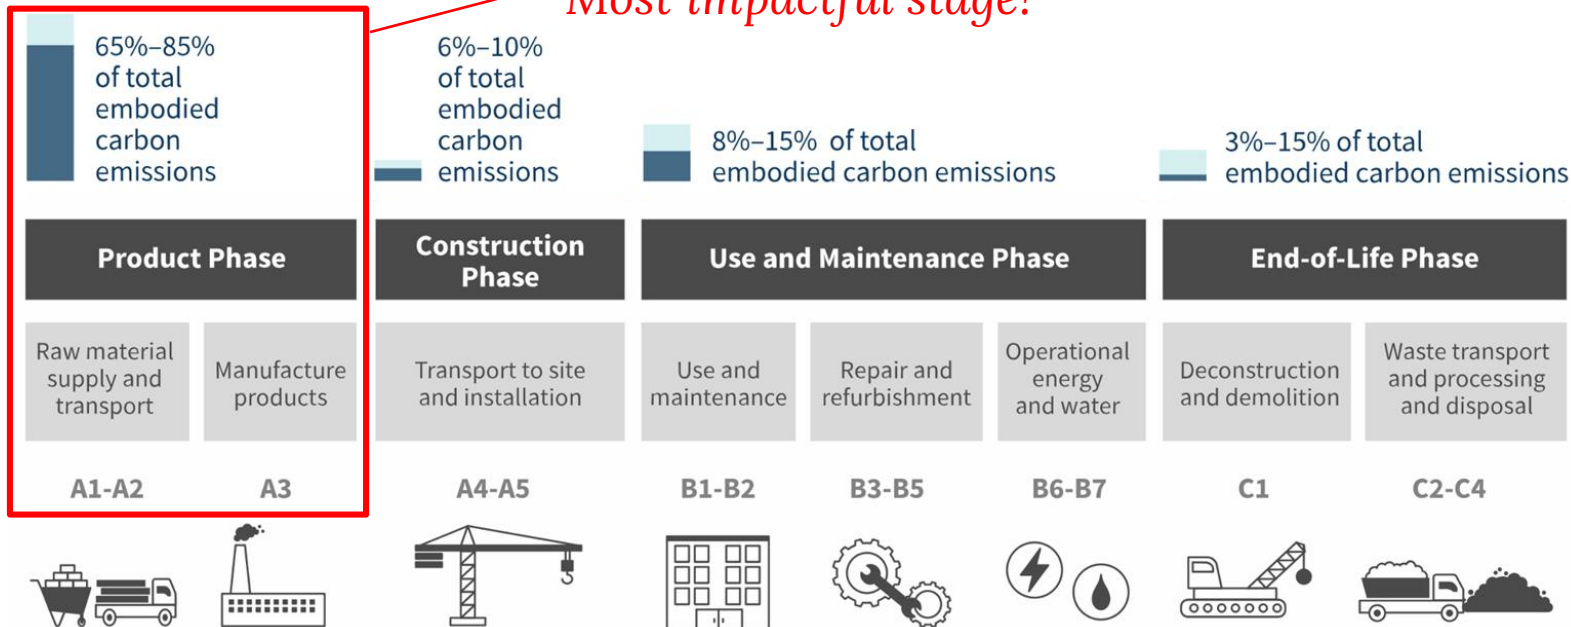 Most impactful stage!
65%–85%
of total
embodied
carbon
emissions
6%–10%
of total
embodied
carbon
emissions
8%–15% of total
embodied carbon emissions
3%–15% of total
embodied carbon emissions
Product Phase
Construction
Phase
Use and Maintenance Phase
End-of-Life Phase
Raw material
supply and
transport
Manufacture
products
Transport to site
and installation
Use and
maintenance
Repair and
refurbishment
Operational
energy
and water
Deconstruction
and demolition
Waste transport
and processing
and disposal
A1-A2
A3
A4-A5
B1-B2
B3-B5
B6-B7
C1
C2-C4